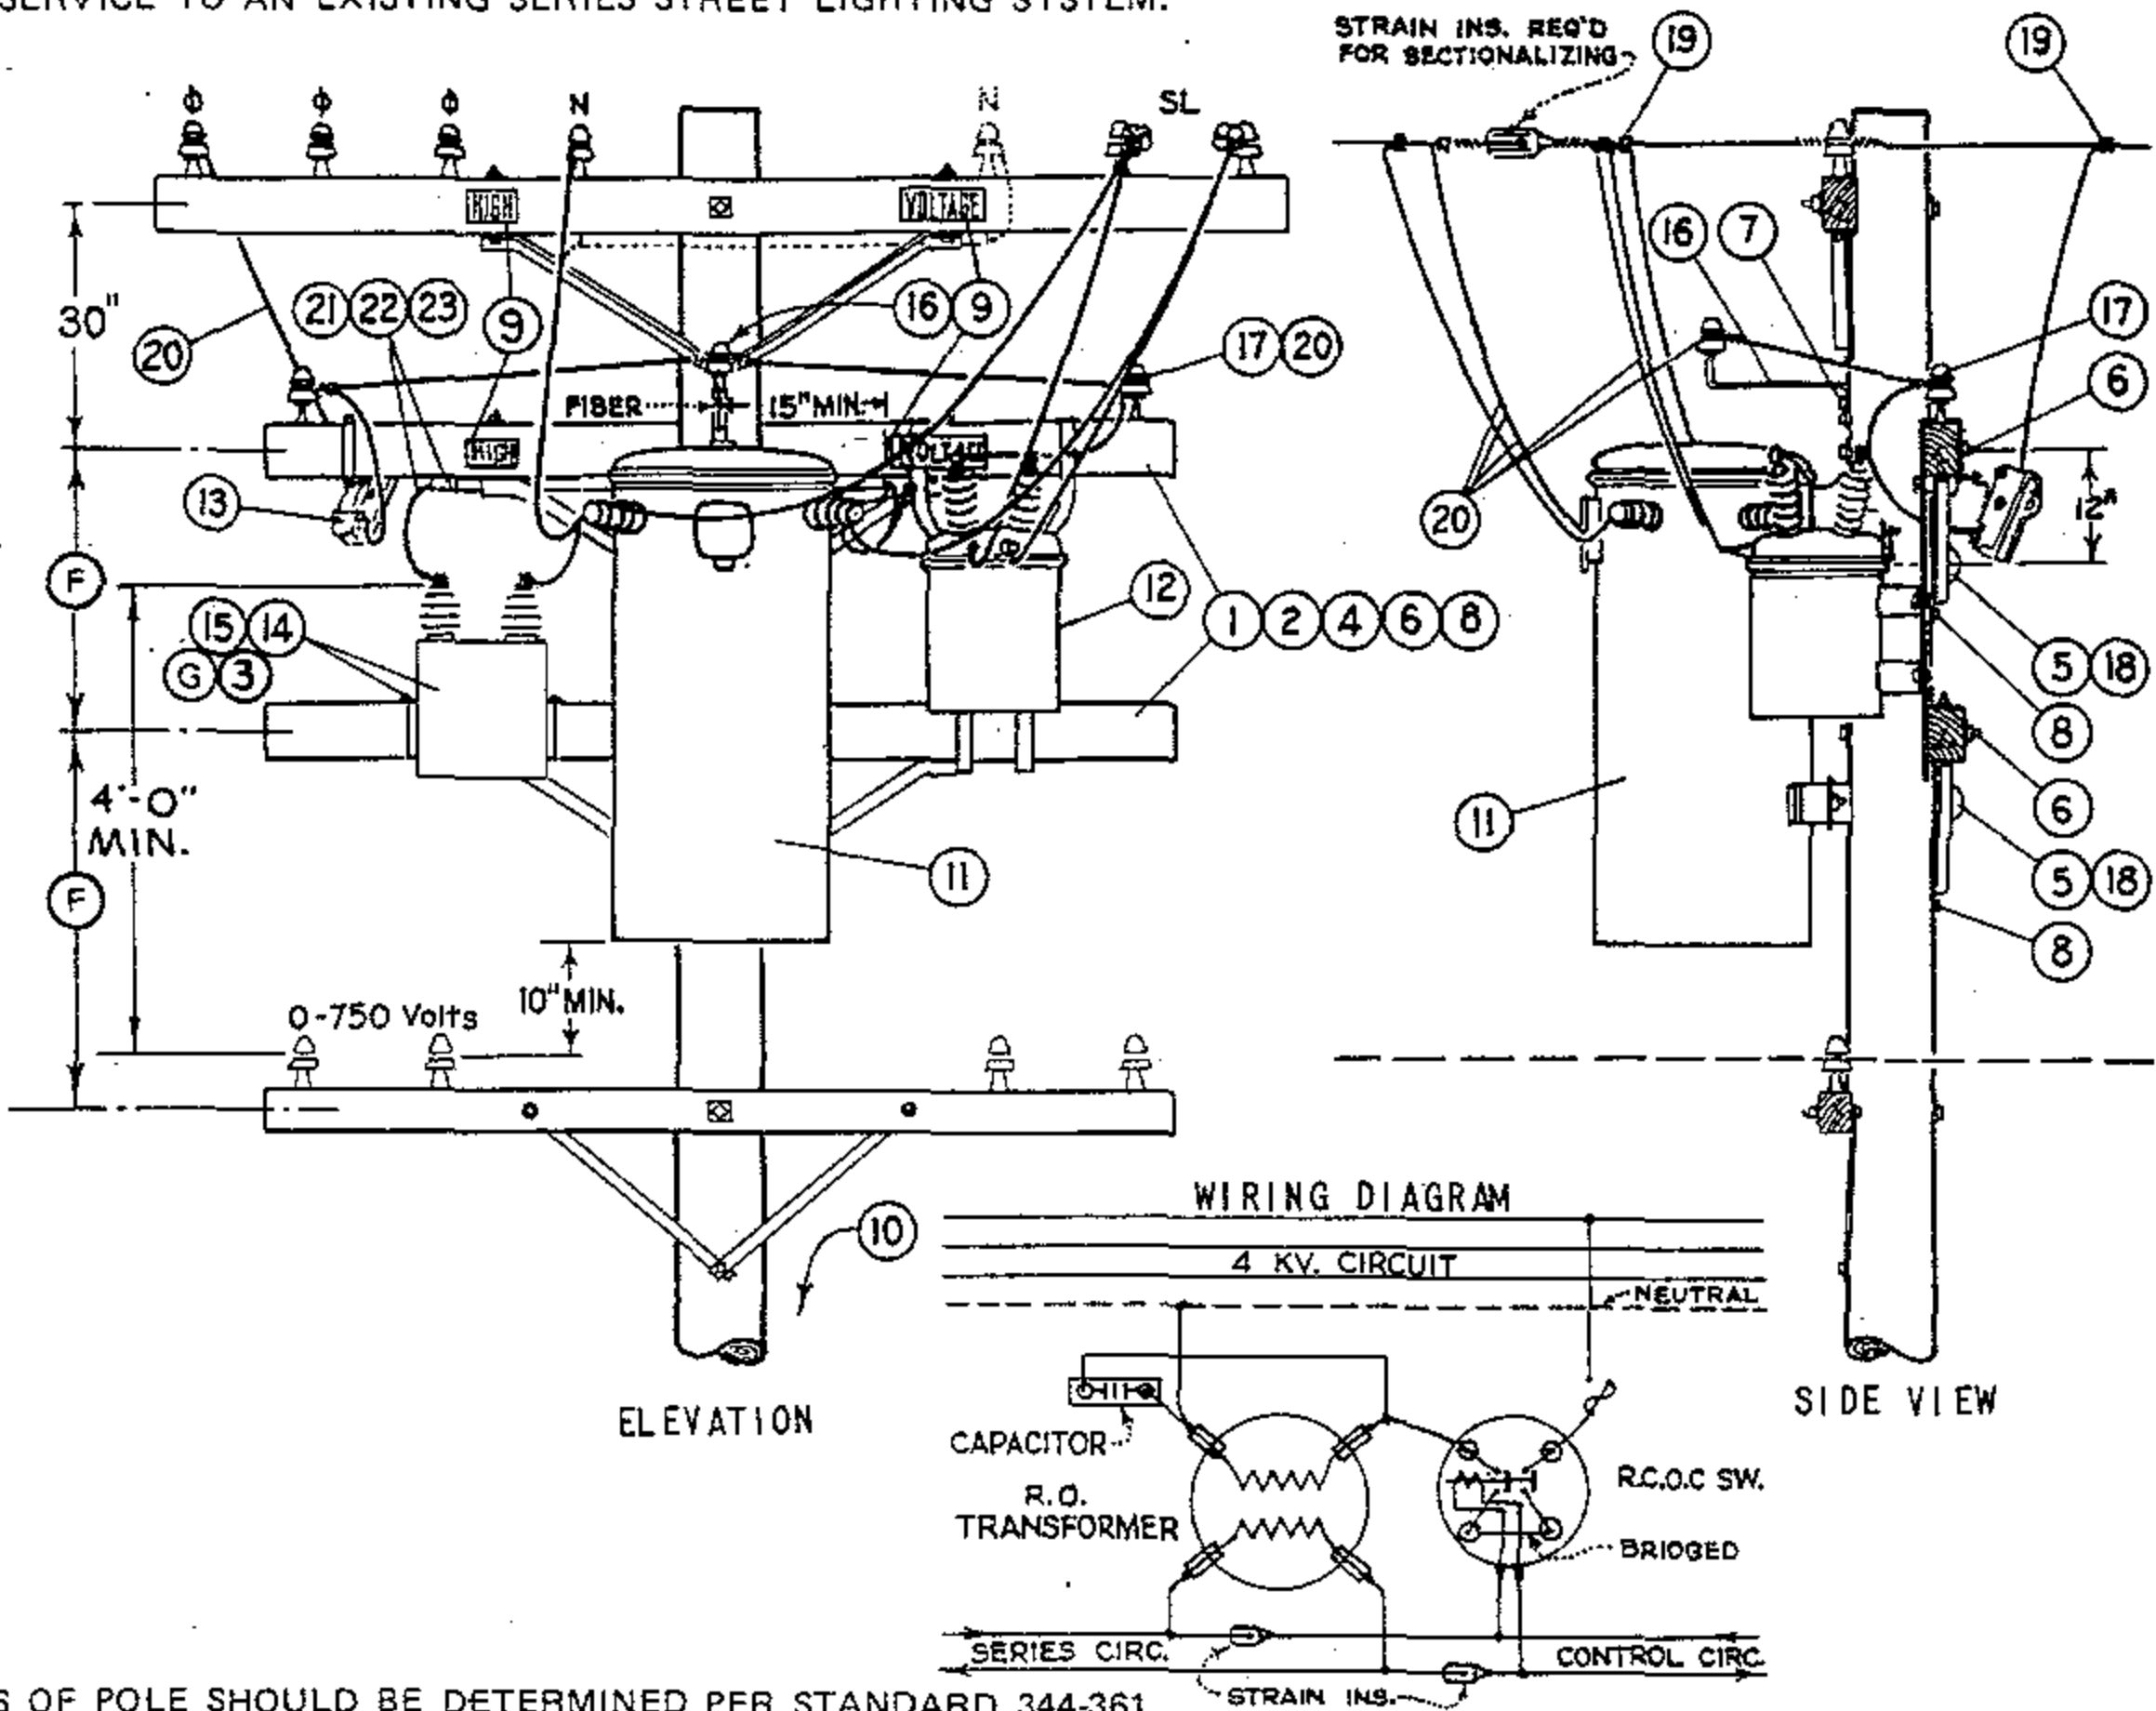 SERVICE TO AN EXISTING SERIES STREET LIGHTING SYSTEM.
STRAIN INS. REQ'D
FOR SECTIONALIZING
19
19
Φ Φ Φ N N SL
HIGH VOLTAGE
30"
20
21 22 23
9
16 9
17 20
16 7
17
6
FIBER 15" MIN.
HIGH VOLTAGE
13
20
12"
F
15 14
G 3
12
1 2 4 6 8
5 18
8
4'-0"
MIN.
11
11
6
5 18
8
F
10" MIN.
0-750 Volts
10
ELEVATION
SIDE VIEW
WIRING DIAGRAM
4 KV. CIRCUIT
NEUTRAL
CAPACITOR
R.O.
TRANSFORMER
R.C.O.C SW.
BRIDGED
SERIES CIRC.
CONTROL CIRC.
STRAIN INS.
S OF POLE SHOULD BE DETERMINED PER STANDARD 344-361